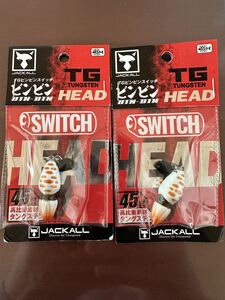 JACKALL
TGビンビンスイッチ
ビンビン
BIN-BIN
TG
TUNGSTEN
HEAD
SWITCH
HEAD
45
高比重素材
タングステン
JACKALL
JACKALL
TGビンビンスイッチ
ビンビン
BIN-BIN
TG
TUNGSTEN
HEAD
SWITCH
HEAD
45
高比重素材
タングステン
JACKALL